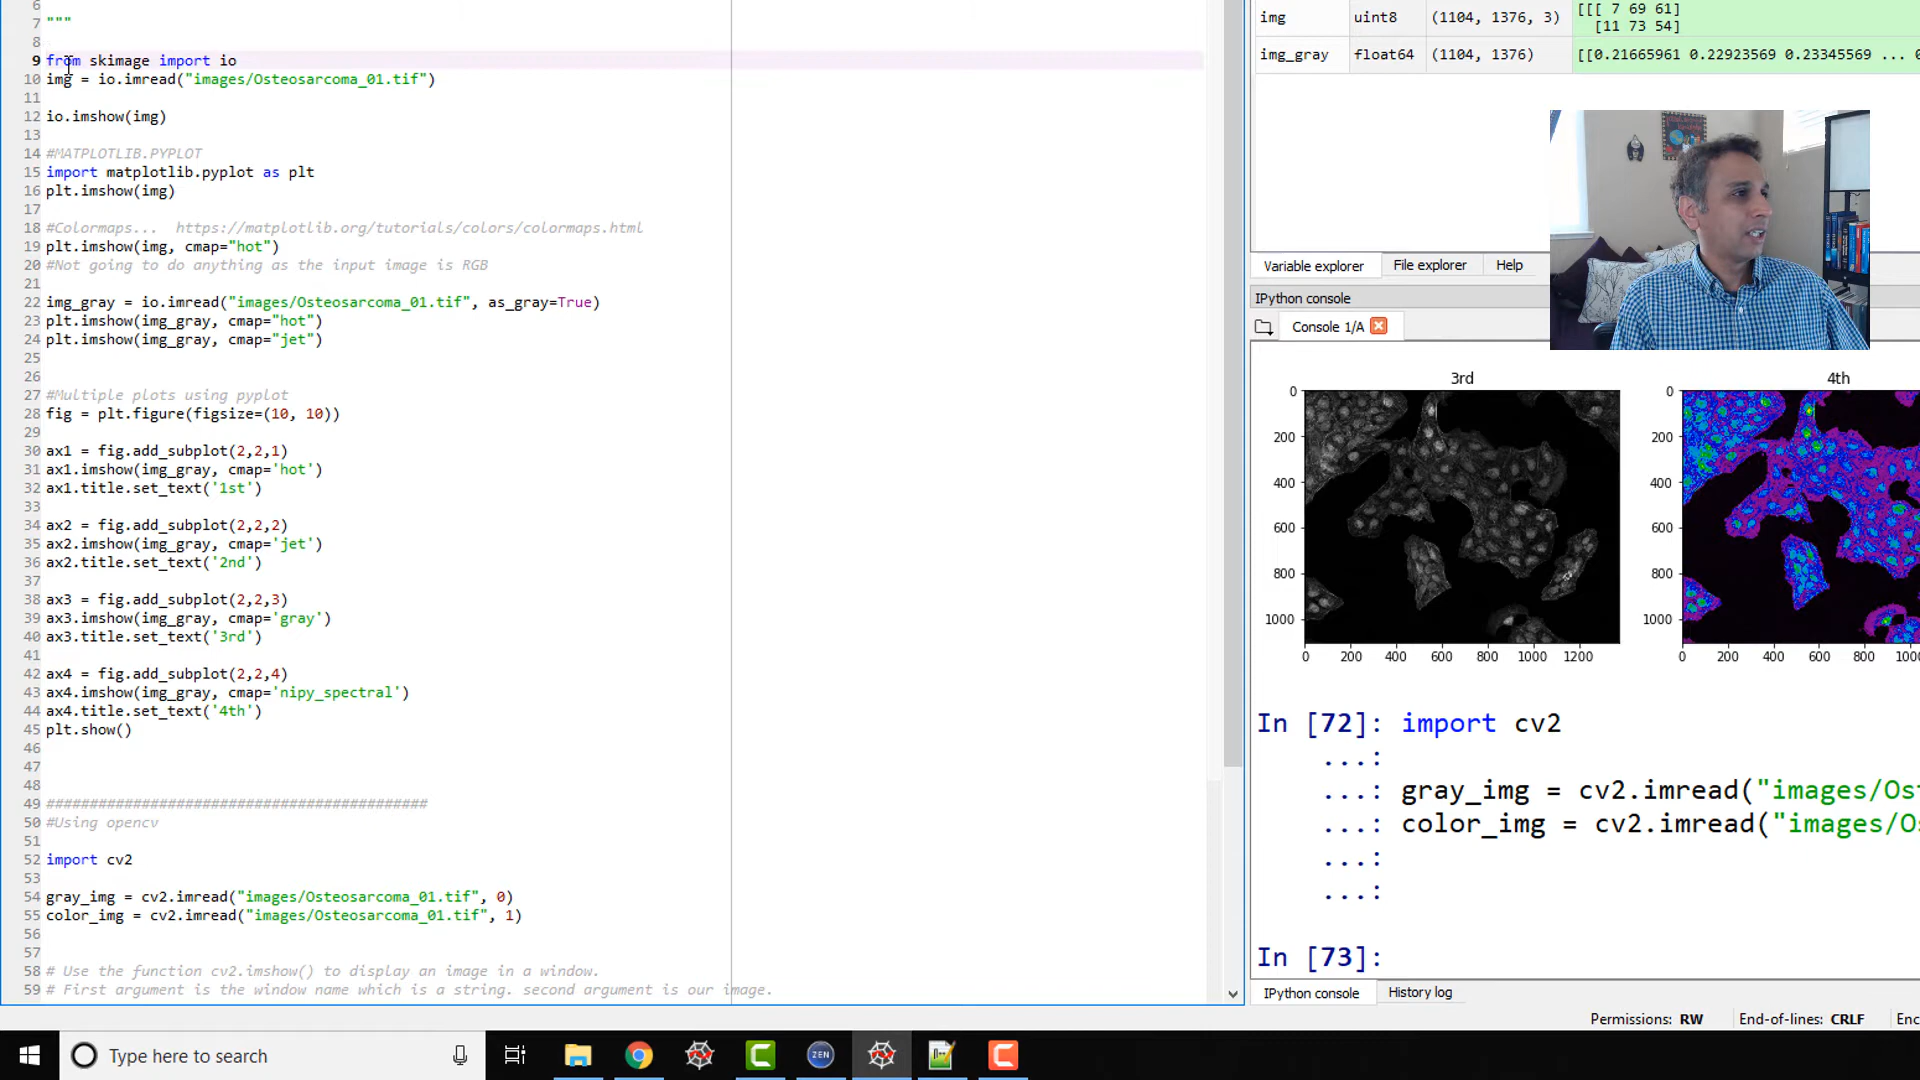 6
7 """
8
9 from skimage import io
10 img = io.imread("images/Osteosarcoma_01.tif")
11
12 io.imshow(img)
13
14 #MATPLOTLIB.PYPLOT
15 import matplotlib.pyplot as plt
16 plt.imshow(img)
17
18 #Colormaps... https://matplotlib.org/tutorials/colors/colormaps.html
19 plt.imshow(img, cmap="hot")
20 #Not going to do anything as the input image is RGB
21
22 img_gray = io.imread("images/Osteosarcoma_01.tif", as_gray=True)
23 plt.imshow(img_gray, cmap="hot")
24 plt.imshow(img_gray, cmap="jet")
25
26
27 #Multiple plots using pyplot
28 fig = plt.figure(figsize=(10, 10))
29
30 ax1 = fig.add_subplot(2,2,1)
31 ax1.imshow(img_gray, cmap='hot')
32 ax1.title.set_text('1st')
33
34 ax2 = fig.add_subplot(2,2,2)
35 ax2.imshow(img_gray, cmap='jet')
36 ax2.title.set_text('2nd')
37
38 ax3 = fig.add_subplot(2,2,3)
39 ax3.imshow(img_gray, cmap='gray')
40 ax3.title.set_text('3rd')
41
42 ax4 = fig.add_subplot(2,2,4)
43 ax4.imshow(img_gray, cmap='nipy_spectral')
44 ax4.title.set_text('4th')
45 plt.show()
46
47
48
49 ############################################
50 #Using opencv
51
52 import cv2
53
54 gray_img = cv2.imread("images/Osteosarcoma_01.tif", 0)
55 color_img = cv2.imread("images/Osteosarcoma_01.tif", 1)
56
57
58 # Use the function cv2.imshow() to display an image in a window.
59 # First argument is the window name which is a string. second argument is our image.
img uint8 (1104, 1376, 3) [[[ 7 69 61]
[11 73 54]
img_gray float64 (1104, 1376) [[0.21665961 0.22923569 0.23345569 ... 0
Variable explorer File explorer Help
IPython console
Console 1/A
3rd 4th
0 0
200 200
400 400
600 600
800 800
1000 1000
0 200 400 600 800 1000 1200 0 200 400 600 800
In [72]: import cv2
...:
...: gray_img = cv2.imread("images/Ost
...: color_img = cv2.imread("images/O
...:
...:
In [73]:
IPython console History log
Permissions: RW End-of-lines: CRLF Enc
Type here to search
ZEN